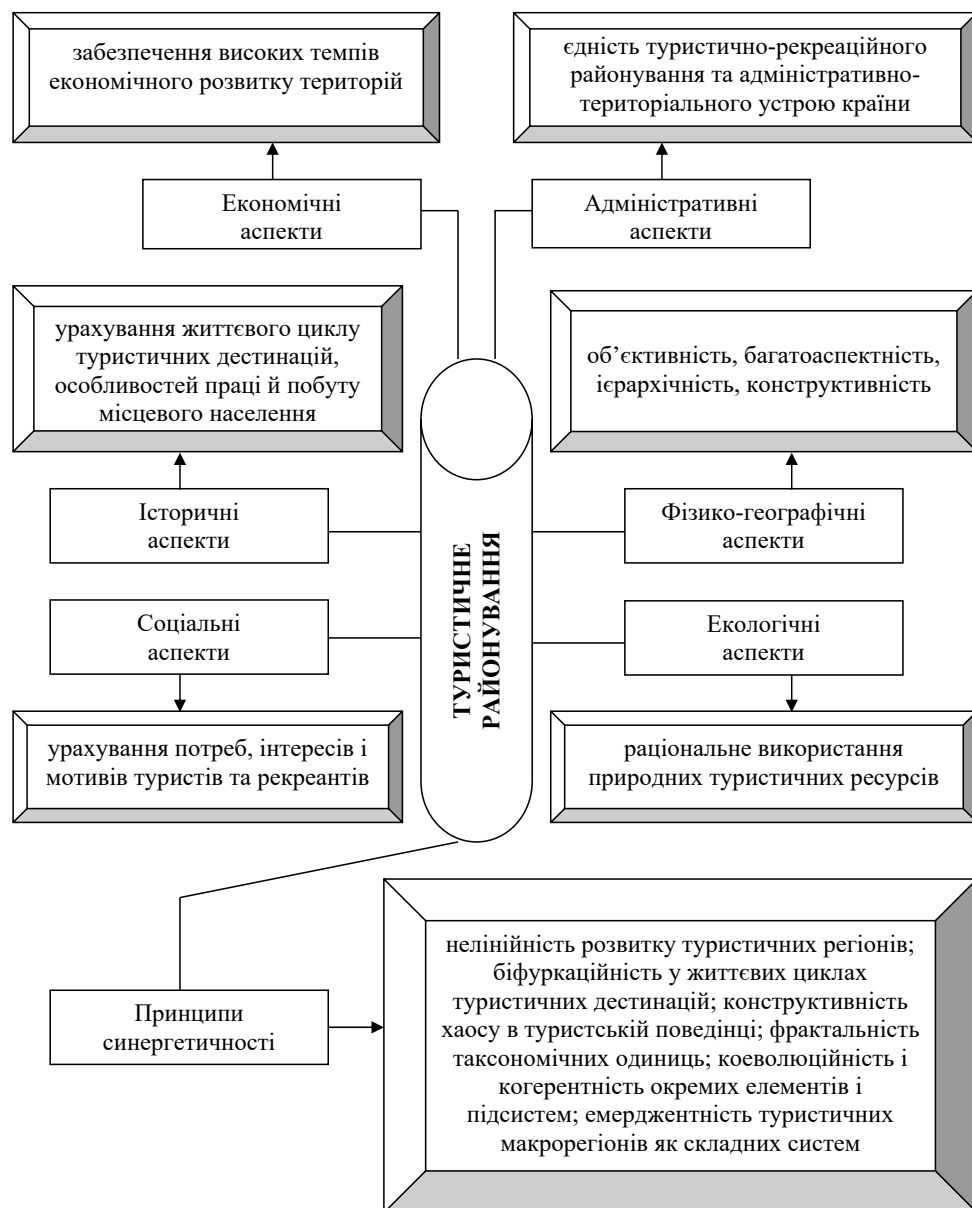 забезпечення високих темпів
економічного розвитку територій
єдність туристично-рекреаційного
районування та адміністративно-
територіального устрою країни
Економічні
аспекти
Адміністративні
аспекти
урахування життєвого циклу
туристичних дестинацій,
особливостей праці й побуту
місцевого населення
об’єктивність, багатоаспектність,
ієрархічність, конструктивність
Історичні
аспекти
Фізико-географічні
аспекти
ТУРИСТИЧНЕ
РАЙОНУВАННЯ
Соціальні
аспекти
Екологічні
аспекти
урахування потреб, інтересів і
мотивів туристів та рекреантів
раціональне використання
природних туристичних ресурсів
Принципи
синергетичності
нелінійність розвитку туристичних регіонів;
біфуркаційність у життєвих циклах
туристичних дестинацій; конструктивність
хаосу в туристській поведінці; фрактальність
таксономічних одиниць; коеволюційність і
когерентність окремих елементів і
підсистем; емерджентність туристичних
макрорегіонів як складних систем